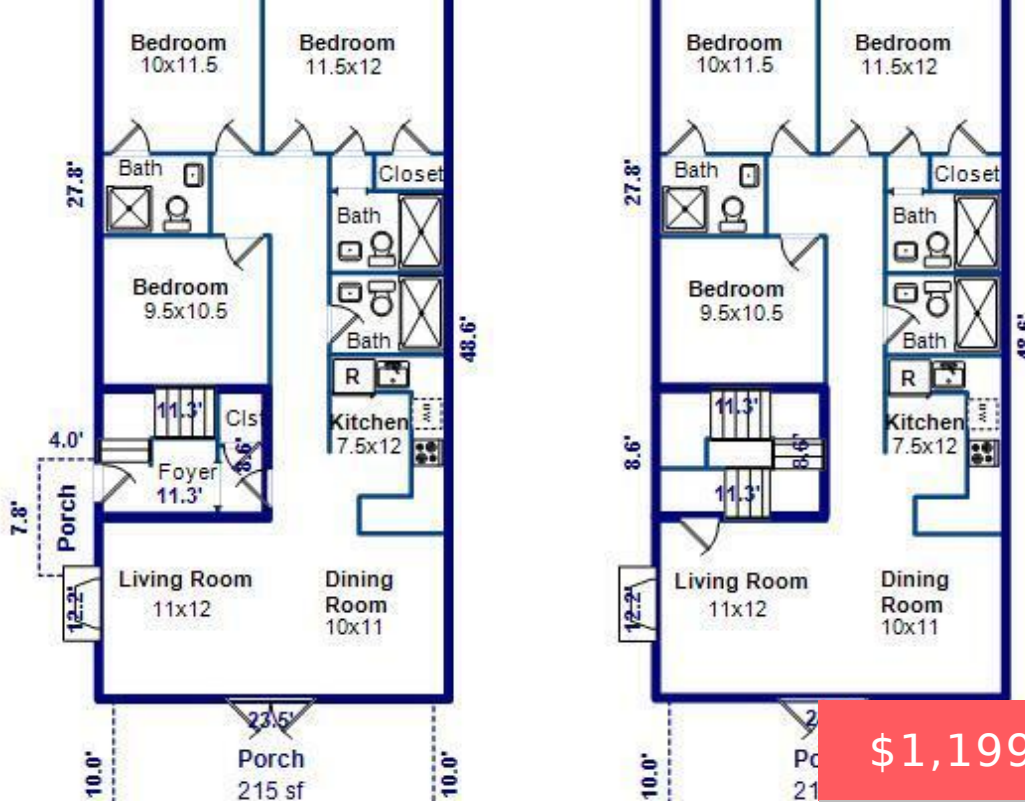 Bedroom
10x11.5
Bedroom
11.5x12
Bath
Closet
27.8'
Bath
Bedroom
9.5x10.5
Bath
48.6'
R
11.3'
Clst
Kitchen
7.5x12
8.6'
4.0'
Foyer
11.3'
Porch
7.8'
Living Room
11x12
Dining
Room
10x11
12.2'
23.5'
Porch
215 sf
10.0'
10.0'
Bedroom
10x11.5
Bedroom
11.5x12
Bath
Closet
27.8'
Bath
Bedroom
9.5x10.5
Bath
48.6'
R
11.3'
Kitchen
7.5x12
8.6'
8.6'
11.3'
Living Room
11x12
Dining
Room
10x11
12.2'
10.0'
$1,199